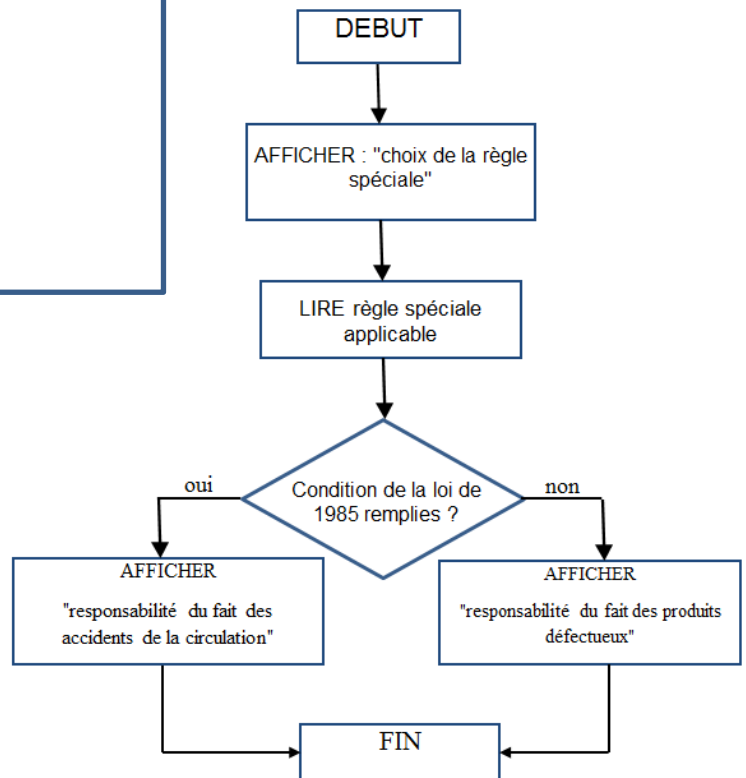 DEBUT
AFFICHER : "choix de la règle
spéciale"
LIRE règle spéciale
applicable
Condition de la loi de
1985 remplies ?
oui
non
AFFICHER
"responsabilité du fait des
accidents de la circulation"
AFFICHER
"responsabilité du fait des produits
défectueux"
FIN